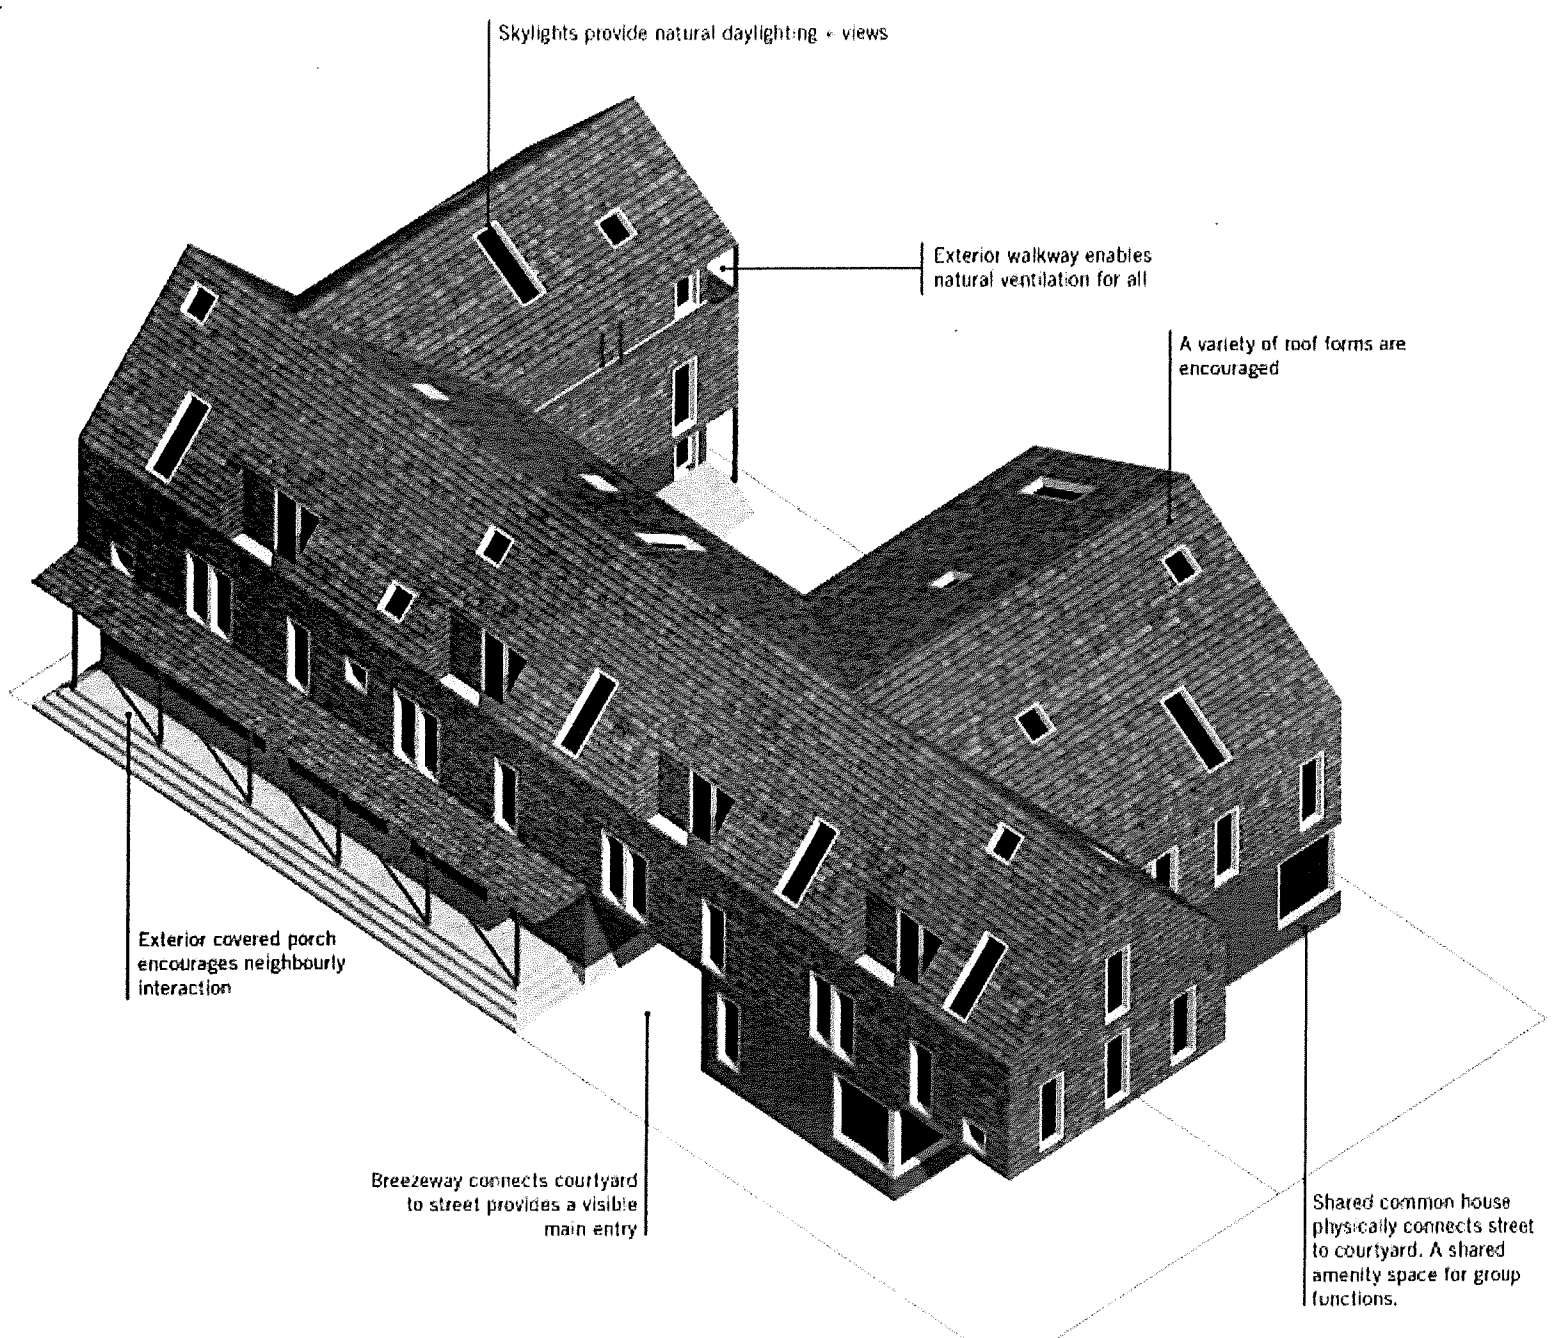 Skylights provide natural daylighting + views
Exterior walkway enables
natural ventilation for all
A variety of roof forms are
encouraged
Exterior covered porch
encourages neighbourly
interaction
Breezeway connects courtyard
to street provides a visible
main entry
Shared common house
physically connects street
to courtyard. A shared
amenity space for group
functions.